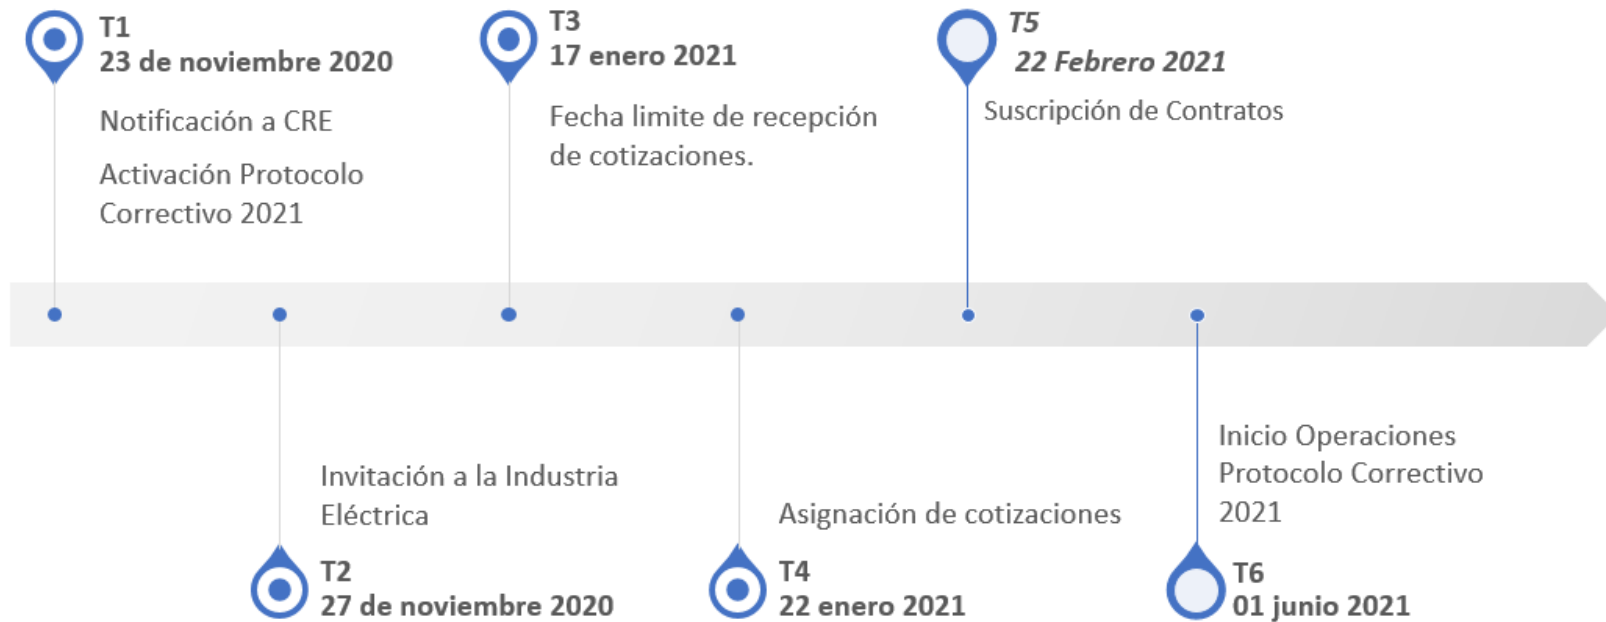 T1
23 de noviembre 2020
Notificación a CRE
Activación Protocolo
Correctivo 2021
T3
17 enero 2021
Fecha limite de recepción
de cotizaciones.
T5
22 Febrero 2021
Suscripción de Contratos
Invitación a la Industria
Eléctrica
T2
27 de noviembre 2020
Asignación de cotizaciones
T4
22 enero 2021
Inicio Operaciones
Protocolo Correctivo
2021
T6
01 junio 2021